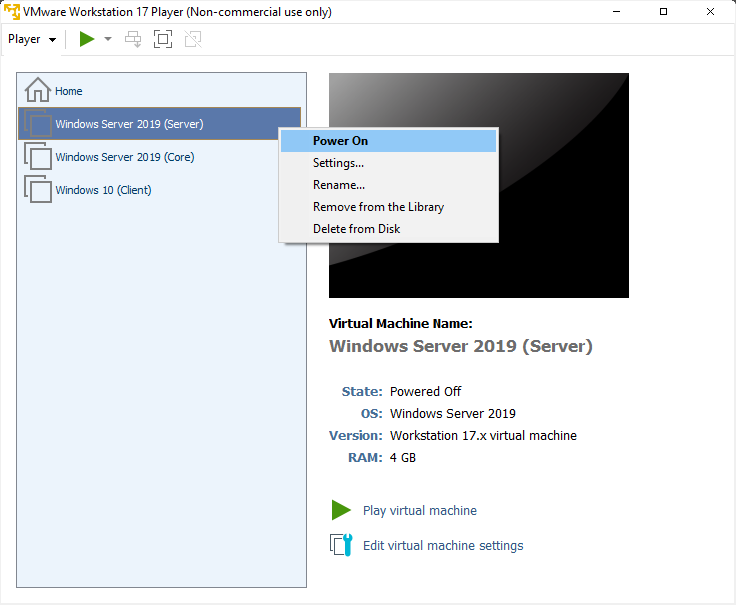 VMware Workstation 17 Player (Non-commercial use only)
Player
Home
Windows Server 2019 (Server)
Windows Server 2019 (Core)
Windows 10 (Client)
Power On
Settings...
Rename...
Remove from the Library
Delete from Disk
Virtual Machine Name:
Windows Server 2019 (Server)
State: Powered Off
OS: Windows Server 2019
Version: Workstation 17.x virtual machine
RAM: 4 GB
Play virtual machine
Edit virtual machine settings